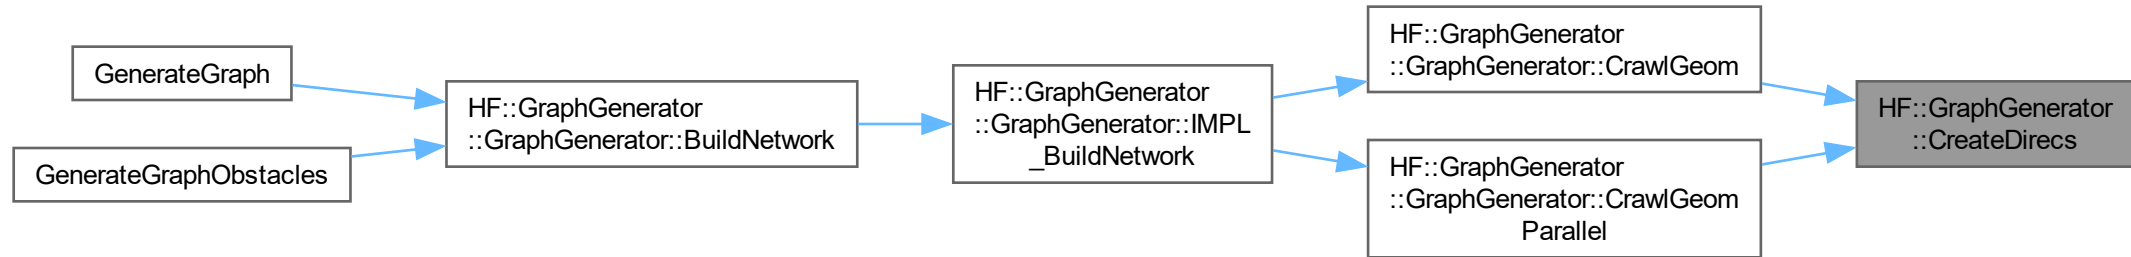 GenerateGraph
GenerateGraphObstacles
HF::GraphGenerator
::GraphGenerator::BuildNetwork
HF::GraphGenerator
::GraphGenerator::IMPL
_BuildNetwork
HF::GraphGenerator
::GraphGenerator::CrawlGeom
HF::GraphGenerator
::GraphGenerator::CrawlGeom
Parallel
HF::GraphGenerator
::CreateDirecs